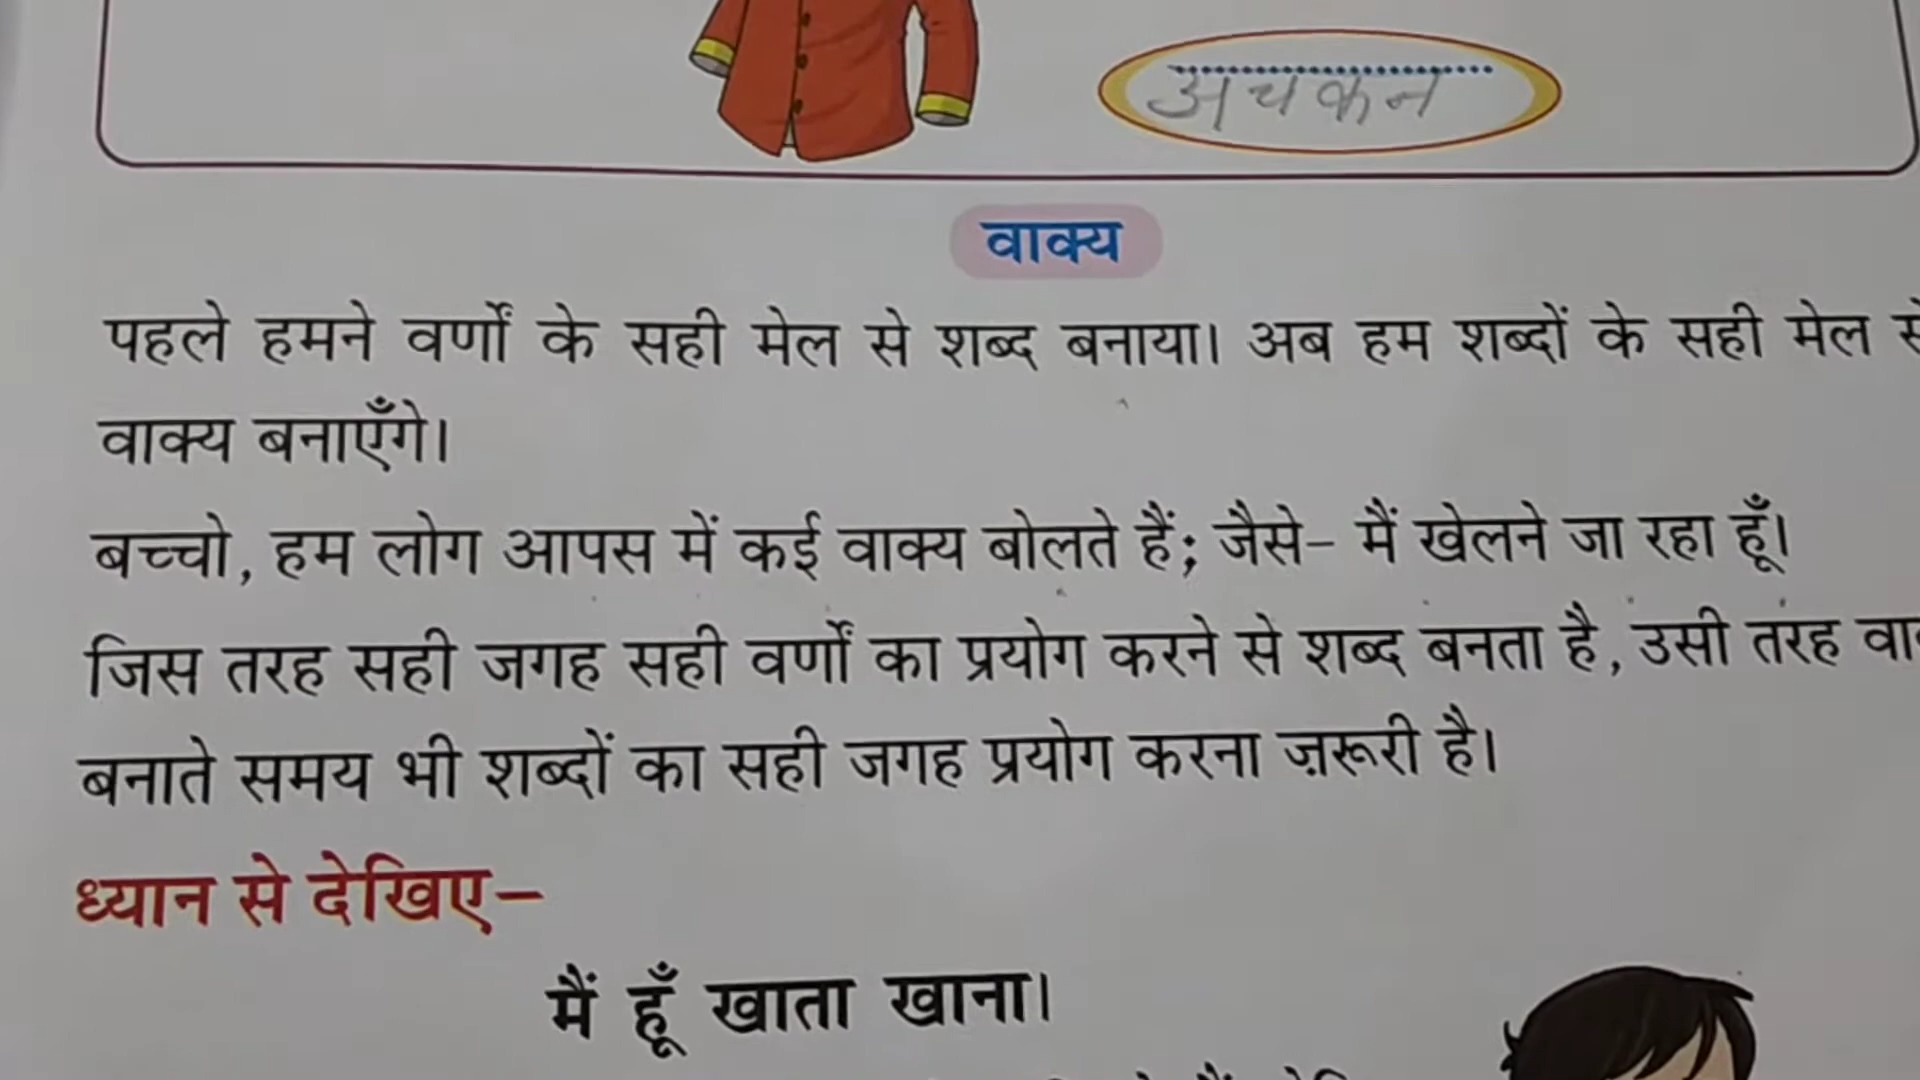 अचकन
वाक्य
पहले हमने वर्णों के सही मेल से शब्द बनाया। अब हम शब्दों के सही मेल से
वाक्य बनाएँगे।
बच्चो, हम लोग आपस में कई वाक्य बोलते हैं; जैसे– मैं खेलने जा रहा हूँ।
जिस तरह सही जगह सही वर्णों का प्रयोग करने से शब्द बनता है, उसी तरह
बनाते समय भी शब्दों का सही जगह प्रयोग करना ज़रूरी है।
ध्यान से देखिए–
मैं हूँ खाता खाना।